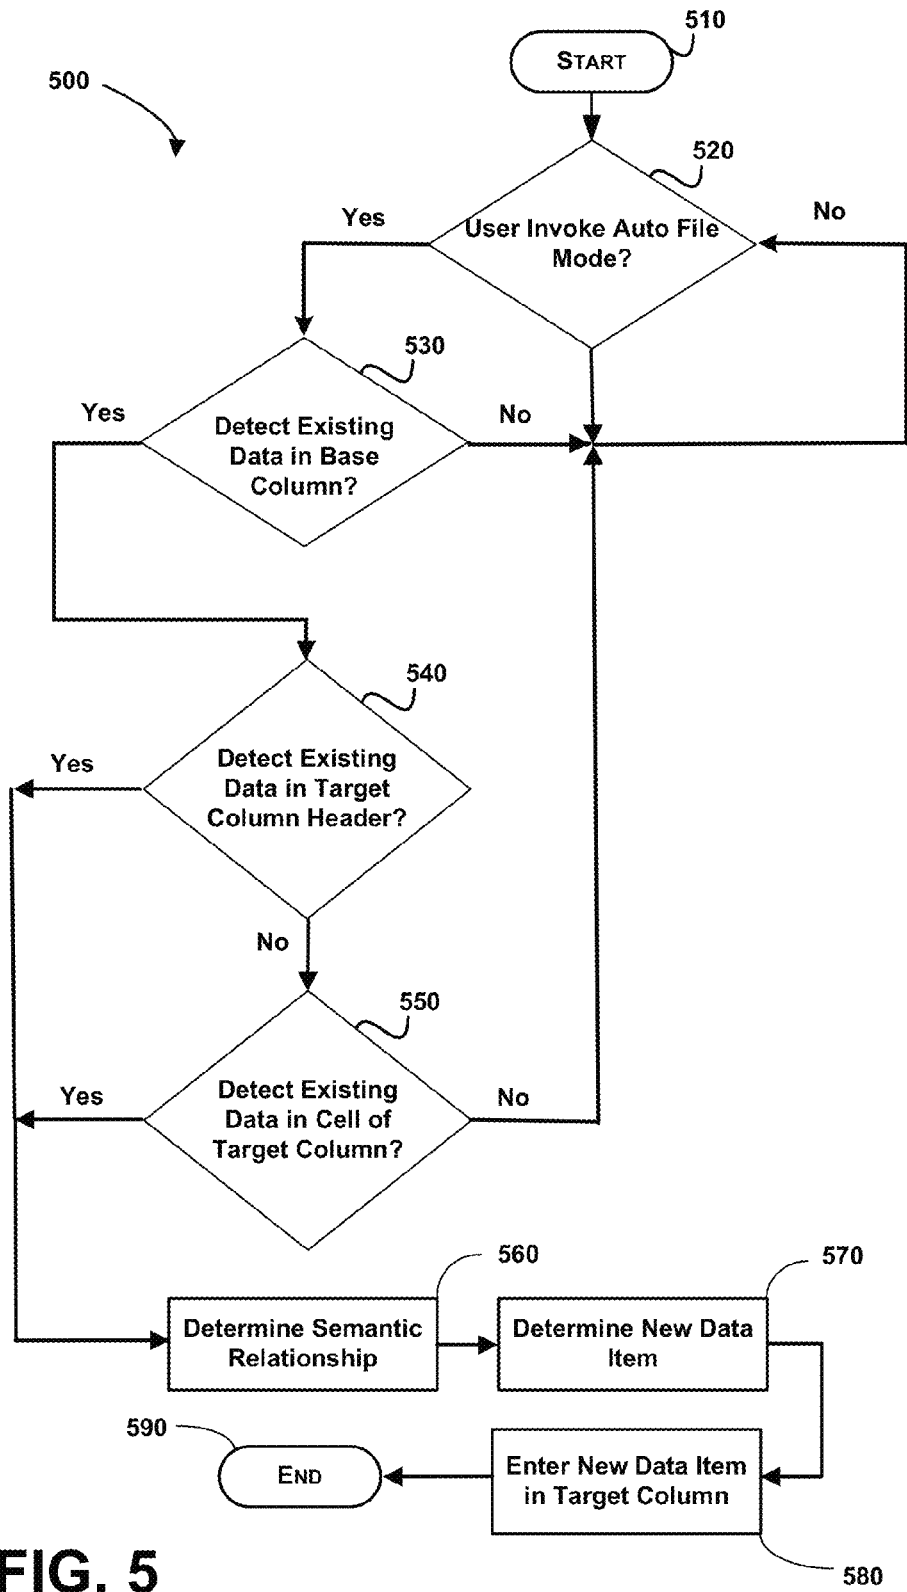 510
START
500
520
Yes
No
User Invoke Auto File
Mode?
530
Yes
No
Detect Existing
Data in Base
Column?
540
Yes
Detect Existing
Data in Target
Column Header?
No
550
Yes
No
Detect Existing
Data in Cell of
Target Column?
560
570
Determine Semantic
Relationship
Determine New Data
Item
590
END
Enter New Data Item
in Target Column
580
FIG. 5